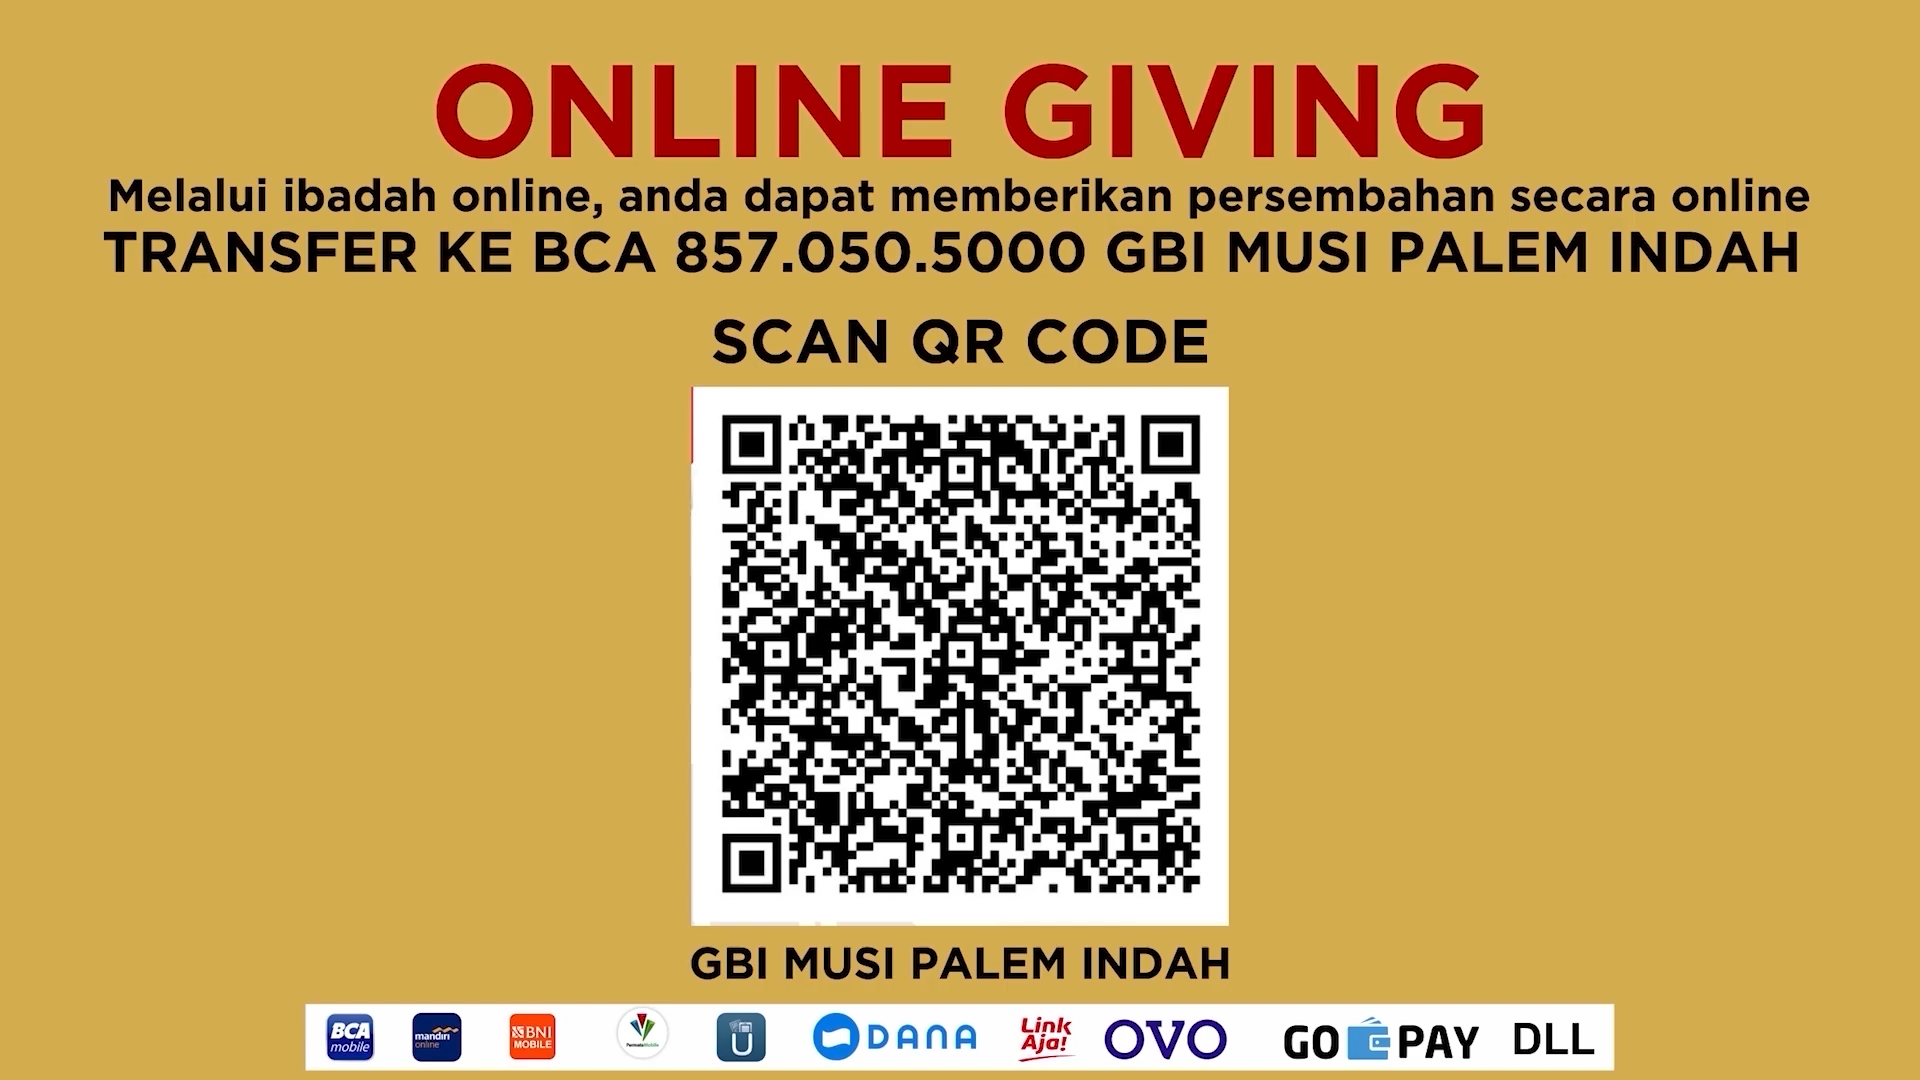 ONLINE GIVING
Melalui ibadah online, anda dapat memberikan persembahan secara online
TRANSFER KE BCA 857.050.5000 GBI MUSI PALEM INDAH
SCAN QR CODE
GBI MUSI PALEM INDAH
BCA mobile
mandiri online
BNI MOBILE
PermataMobile
U
DANA
Link Aja!
OVO
GO PAY
DLL